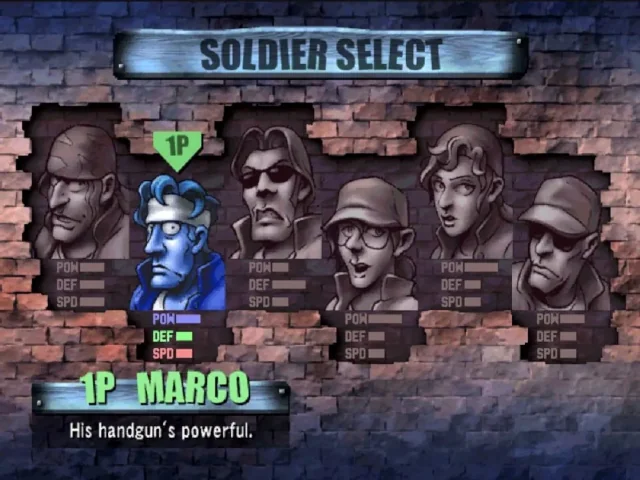 SOLDIER SELECT
1P
POW
DEF
SPD
POW
DEF
SPD
POW
DEF
SPD
POW
DEF
SPD
POW
DEF
SPD
POW
DEF
SPD
1P MARCO
His handgun's powerful.